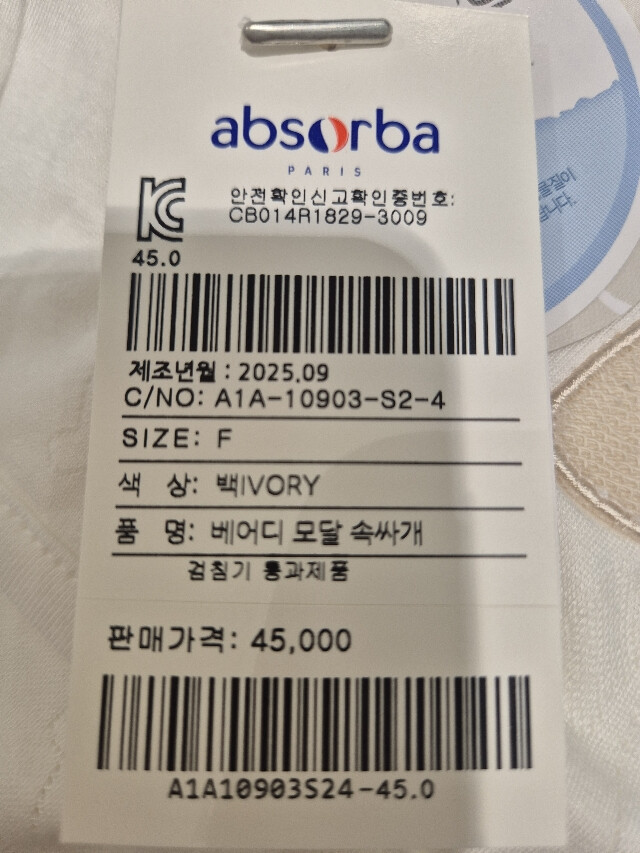 absorba
PARIS
안전확인신고확인증번호:
CB014R1829-3009
45.0
제조년월 : 2025.09
C/NO: A1A-10903-S2-4
SIZE: F
색 상: 백IVORY
품 명: 베어디 모달 속싸개
검침기 통과제품
판매가격: 45,000
A1A10903S24-45.0